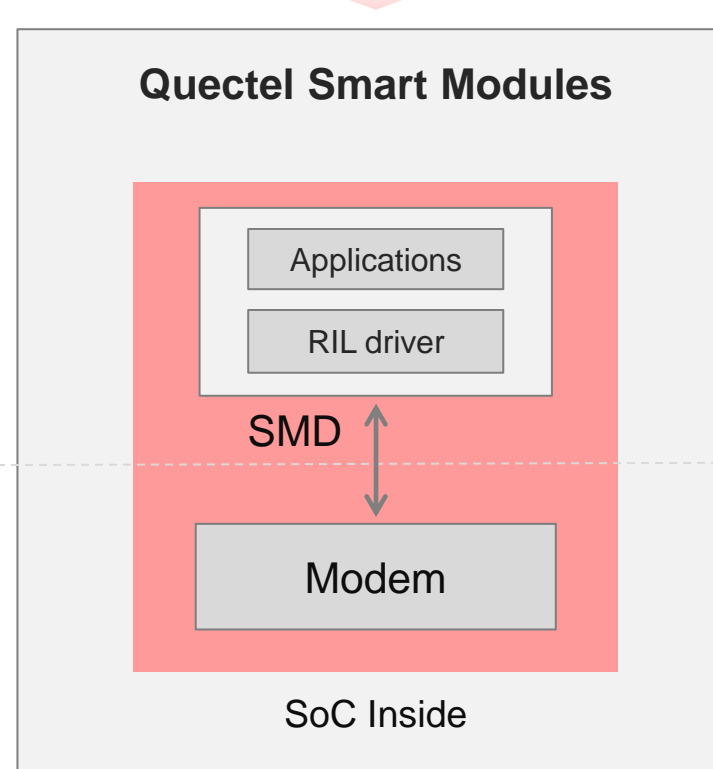 Quectel Smart Modules
Applications
RIL driver
SMD
Modem
SoC Inside